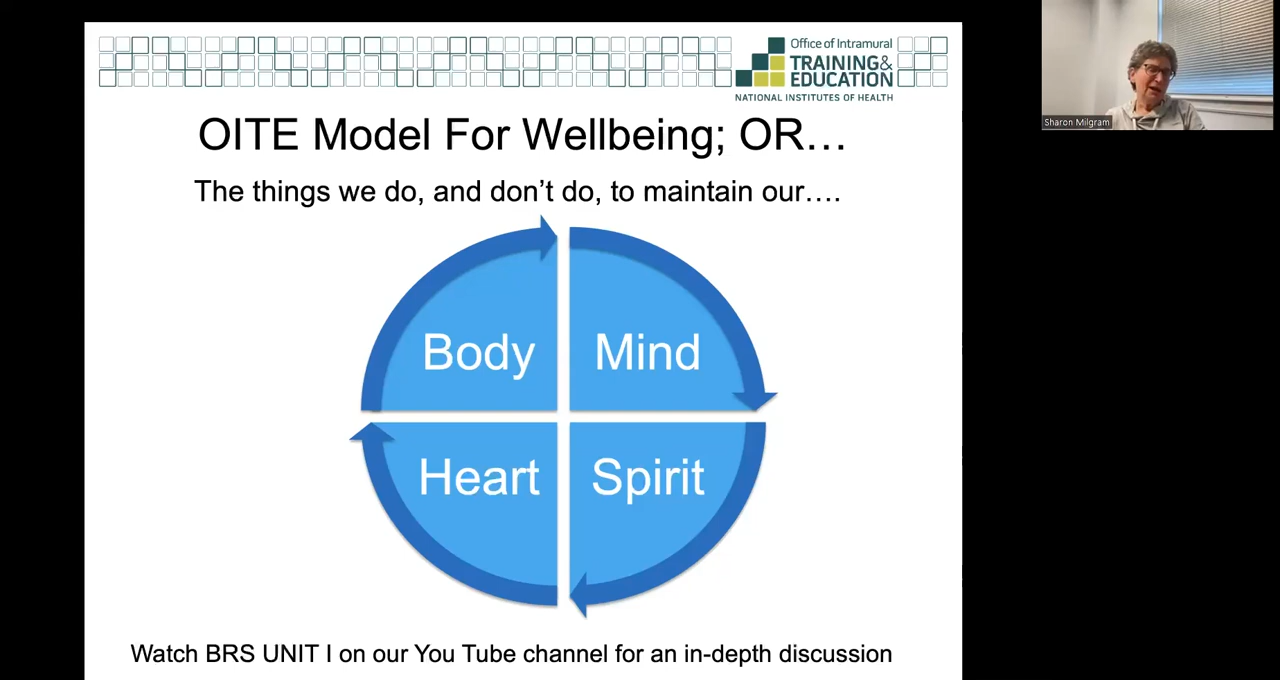 Office of Intramural
TRAINING&
EDUCATION
NATIONAL INSTITUTES OF HEALTH
Sharon Milgram
OITE Model For Wellbeing; OR…
The things we do, and don’t do, to maintain our….
Body
Mind
Heart
Spirit
Watch BRS UNIT I on our You Tube channel for an in-depth discussion